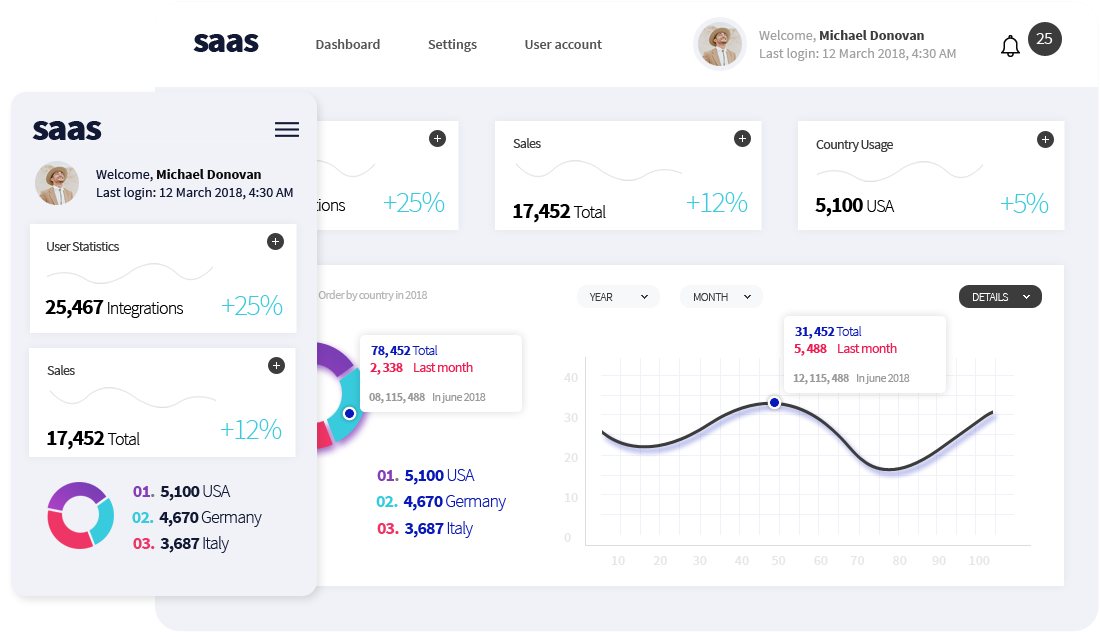 saas
Dashboard
Settings
User account
Welcome, Michael Donovan
Last login: 12 March 2018, 4:30 AM
25
saas
Welcome, Michael Donovan
Last login: 12 March 2018, 4:30 AM
User Statistics
25,467 Integrations
+25%
Sales
17,452 Total
+12%
01. 5,100 USA
02. 4,670 Germany
03. 3,687 Italy
+25%
Sales
17,452 Total
+12%
Country Usage
5,100 USA
+5%
Order by country in 2018
78,452 Total
2,338 Last month
08,115,488 In june 2018
01. 5,100 USA
02. 4,670 Germany
03. 3,687 Italy
YEAR
MONTH
DETAILS
31,452 Total
5,488 Last month
12,115,488 In june 2018
40
30
20
10
0
10 20 30 40 50 60 70 80 90 100